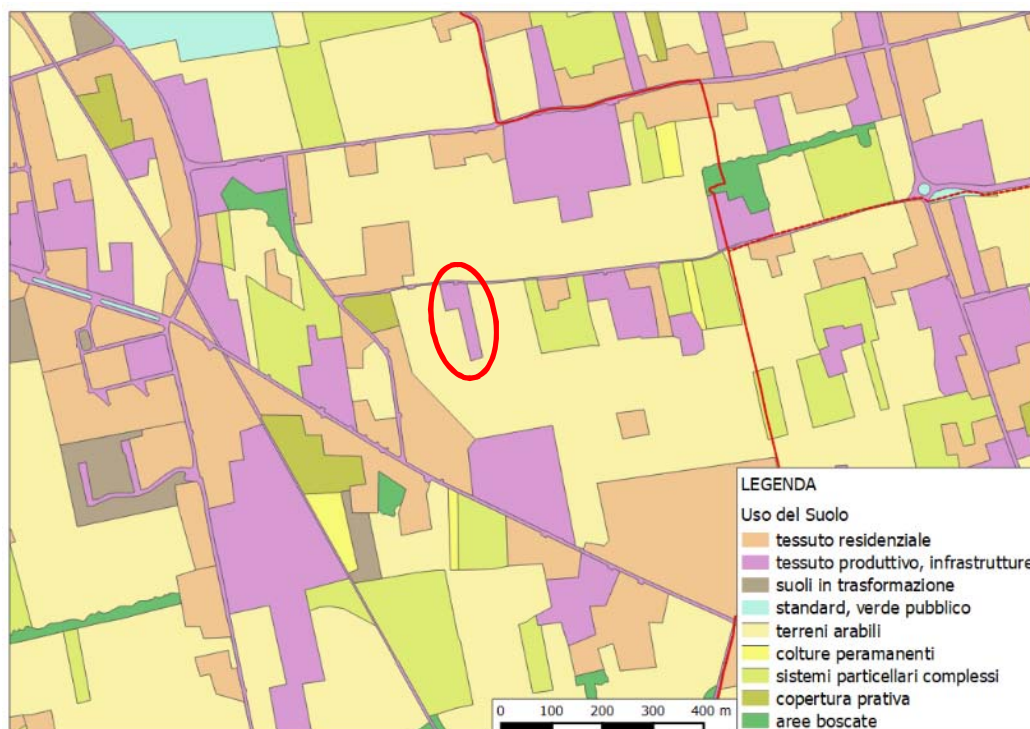 LEGENDA
Uso del Suolo
tessuto residenziale
tessuto produttivo, infrastrutture
suoli in trasformazione
standard, verde pubblico
terreni arabili
colture peramanenti
sistemi particellari complessi
copertura prativa
aree boscate
0 100 200 300 400 m